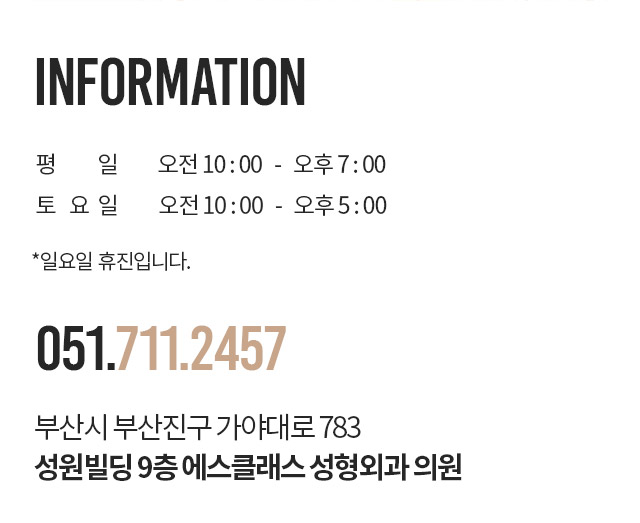 INFORMATION
평 일 오전 10 : 00 - 오후 7 : 00
토 요 일 오전 10 : 00 - 오후 5 : 00
*일요일 휴진입니다.
051.711.2457
부산시 부산진구 가야대로 783
성원빌딩 9층 에스클래스 성형외과 의원